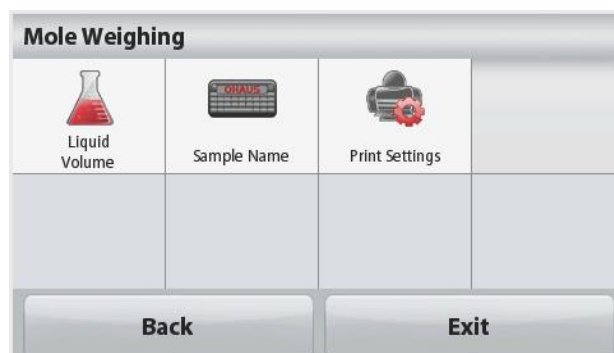 Mole Weighing
OHAUS
Liquid
Volume
Sample Name
Print Settings
Back
Exit